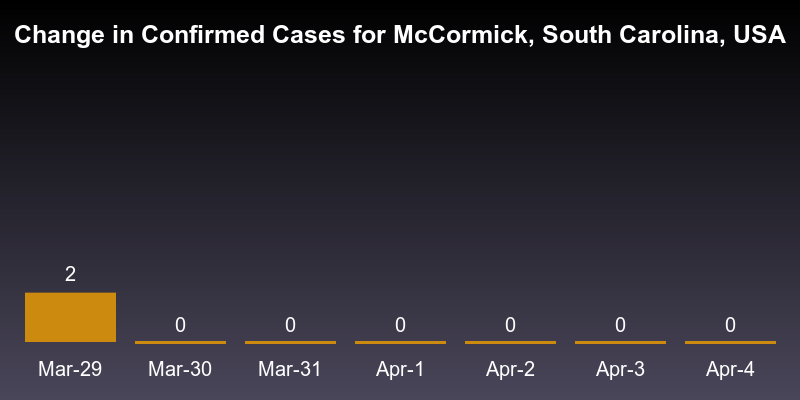 Change in Confirmed Cases for McCormick, South Carolina, USA
2
0 0 0 0 0 0
Mar-29 Mar-30 Mar-31 Apr-1 Apr-2 Apr-3 Apr-4